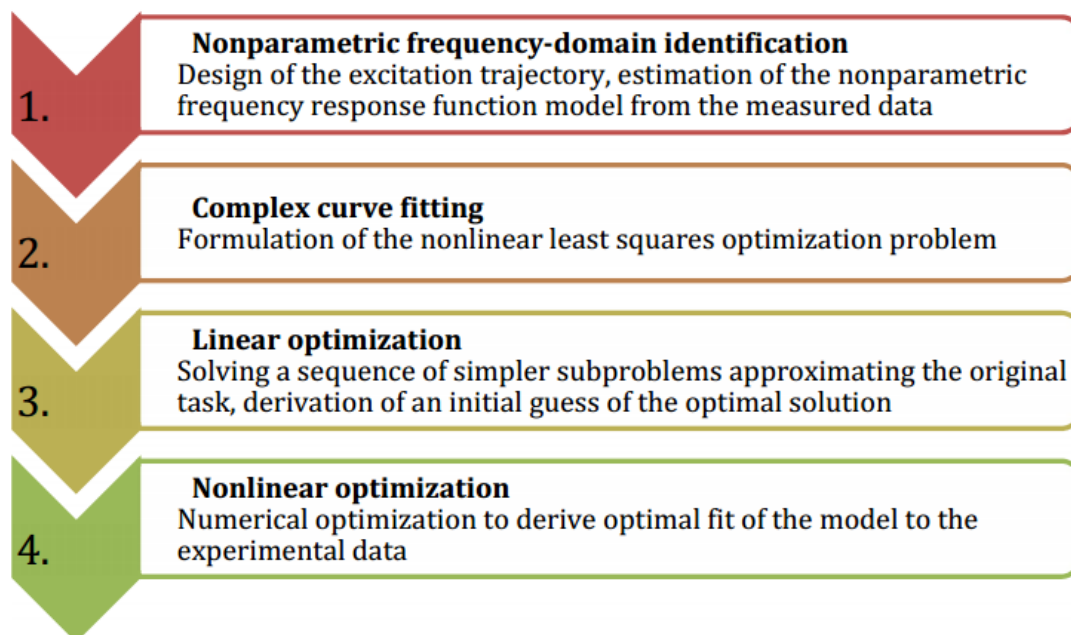 1.
Nonparametric frequency-domain identification
Design of the excitation trajectory, estimation of the nonparametric
frequency response function model from the measured data
2.
Complex curve fitting
Formulation of the nonlinear least squares optimization problem
3.
Linear optimization
Solving a sequence of simpler subproblems approximating the original
task, derivation of an initial guess of the optimal solution
4.
Nonlinear optimization
Numerical optimization to derive optimal fit of the model to the
experimental data